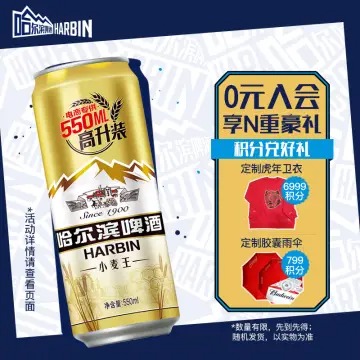 哈尔滨啤酒 HARBIN
电商专供
550ML
高升装
Since 1900
哈尔滨啤酒
HARBIN
小麦王
净含量:550ml
*活动详情请查看页面
0元入会
享N重豪礼
积分兑好礼
定制虎年卫衣
6999
积分
定制胶囊雨伞
799
积分
Budweiser
*数量有限，先到先得；
随机发货，以实物为准